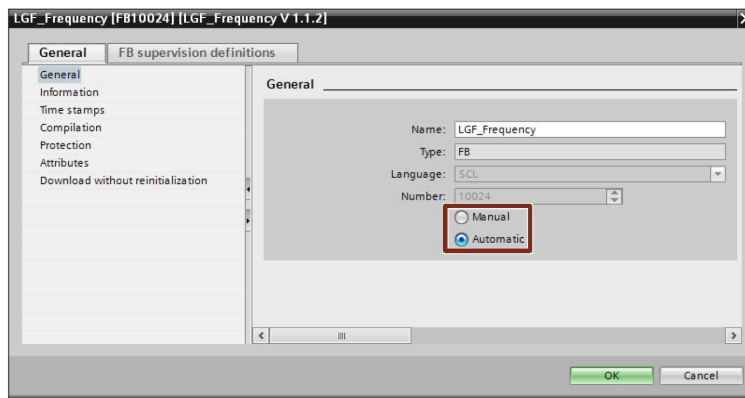 LGF_Frequency [FB10024] [LGF_Frequency V 1.1.2]
General
FB supervision definitions
General
Information
Time stamps
Compilation
Protection
Attributes
Download without reinitialization
General
Name: LGF_Frequency
Type: FB
Language: SCL
Number: 10024
Manual
Automatic
OK Cancel